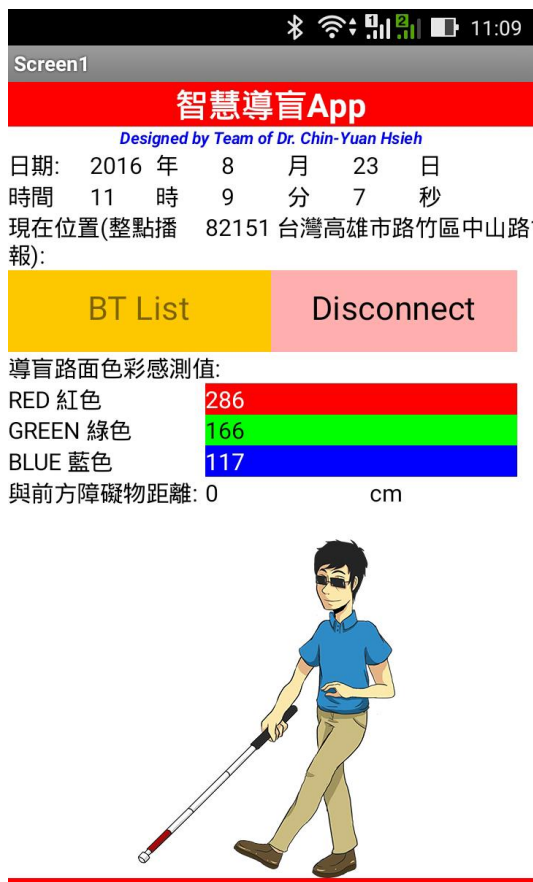 11:09
Screen1
智慧導盲App
Designed by Team of Dr. Chin-Yuan Hsieh
日期: 2016 年 8 月 23 日
時間 11 時 9 分 7 秒
現在位置(整點播報): 82151 台灣高雄市路竹區中山路
BT List Disconnect
導盲路面色彩感測值:
RED 紅色 286
GREEN 綠色 166
BLUE 藍色 117
與前方障礙物距離: 0 cm